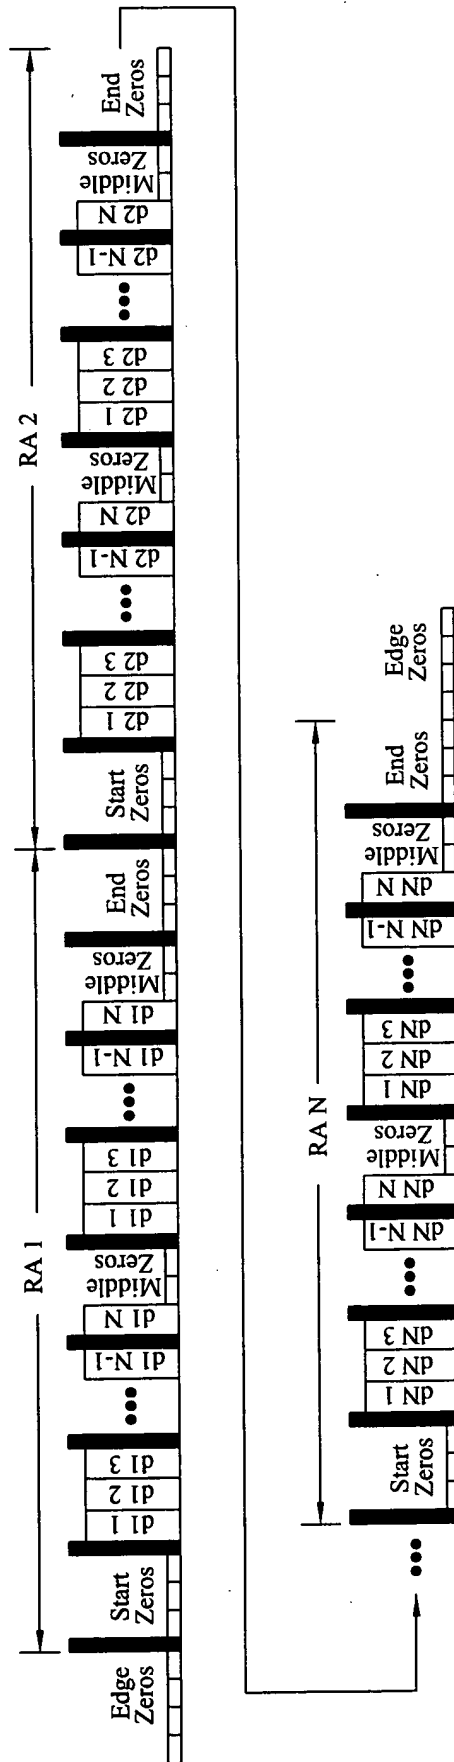 RA 1
RA 2
Edge
Zeros
Start
Zeros
d1 1
d1 2
d1 3
•••
d1 N-1
d1 N
Middle
Zeros
d1 1
d1 2
d1 3
•••
d1 N-1
d1 N
Middle
Zeros
End
Zeros
Start
Zeros
d2 1
d2 2
d2 3
•••
d2 N-1
d2 N
Middle
Zeros
d2 1
d2 2
d2 3
•••
d2 N-1
d2 N
Middle
Zeros
End
Zeros
RA N
•••
Start
Zeros
dN 1
dN 2
dN 3
•••
dN N-1
dN N
Middle
Zeros
dN 1
dN 2
dN 3
•••
dN N-1
dN N
Middle
Zeros
End
Zeros
Edge
Zeros